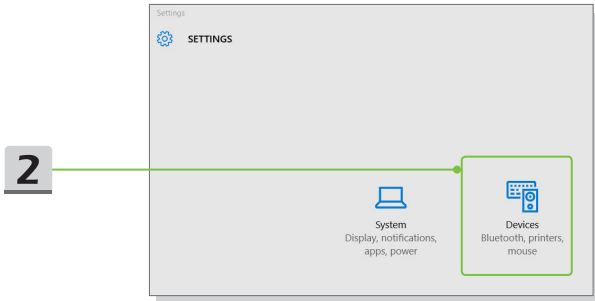 Settings
SETTINGS
2
System
Display, notifications,
apps, power
Devices
Bluetooth, printers,
mouse